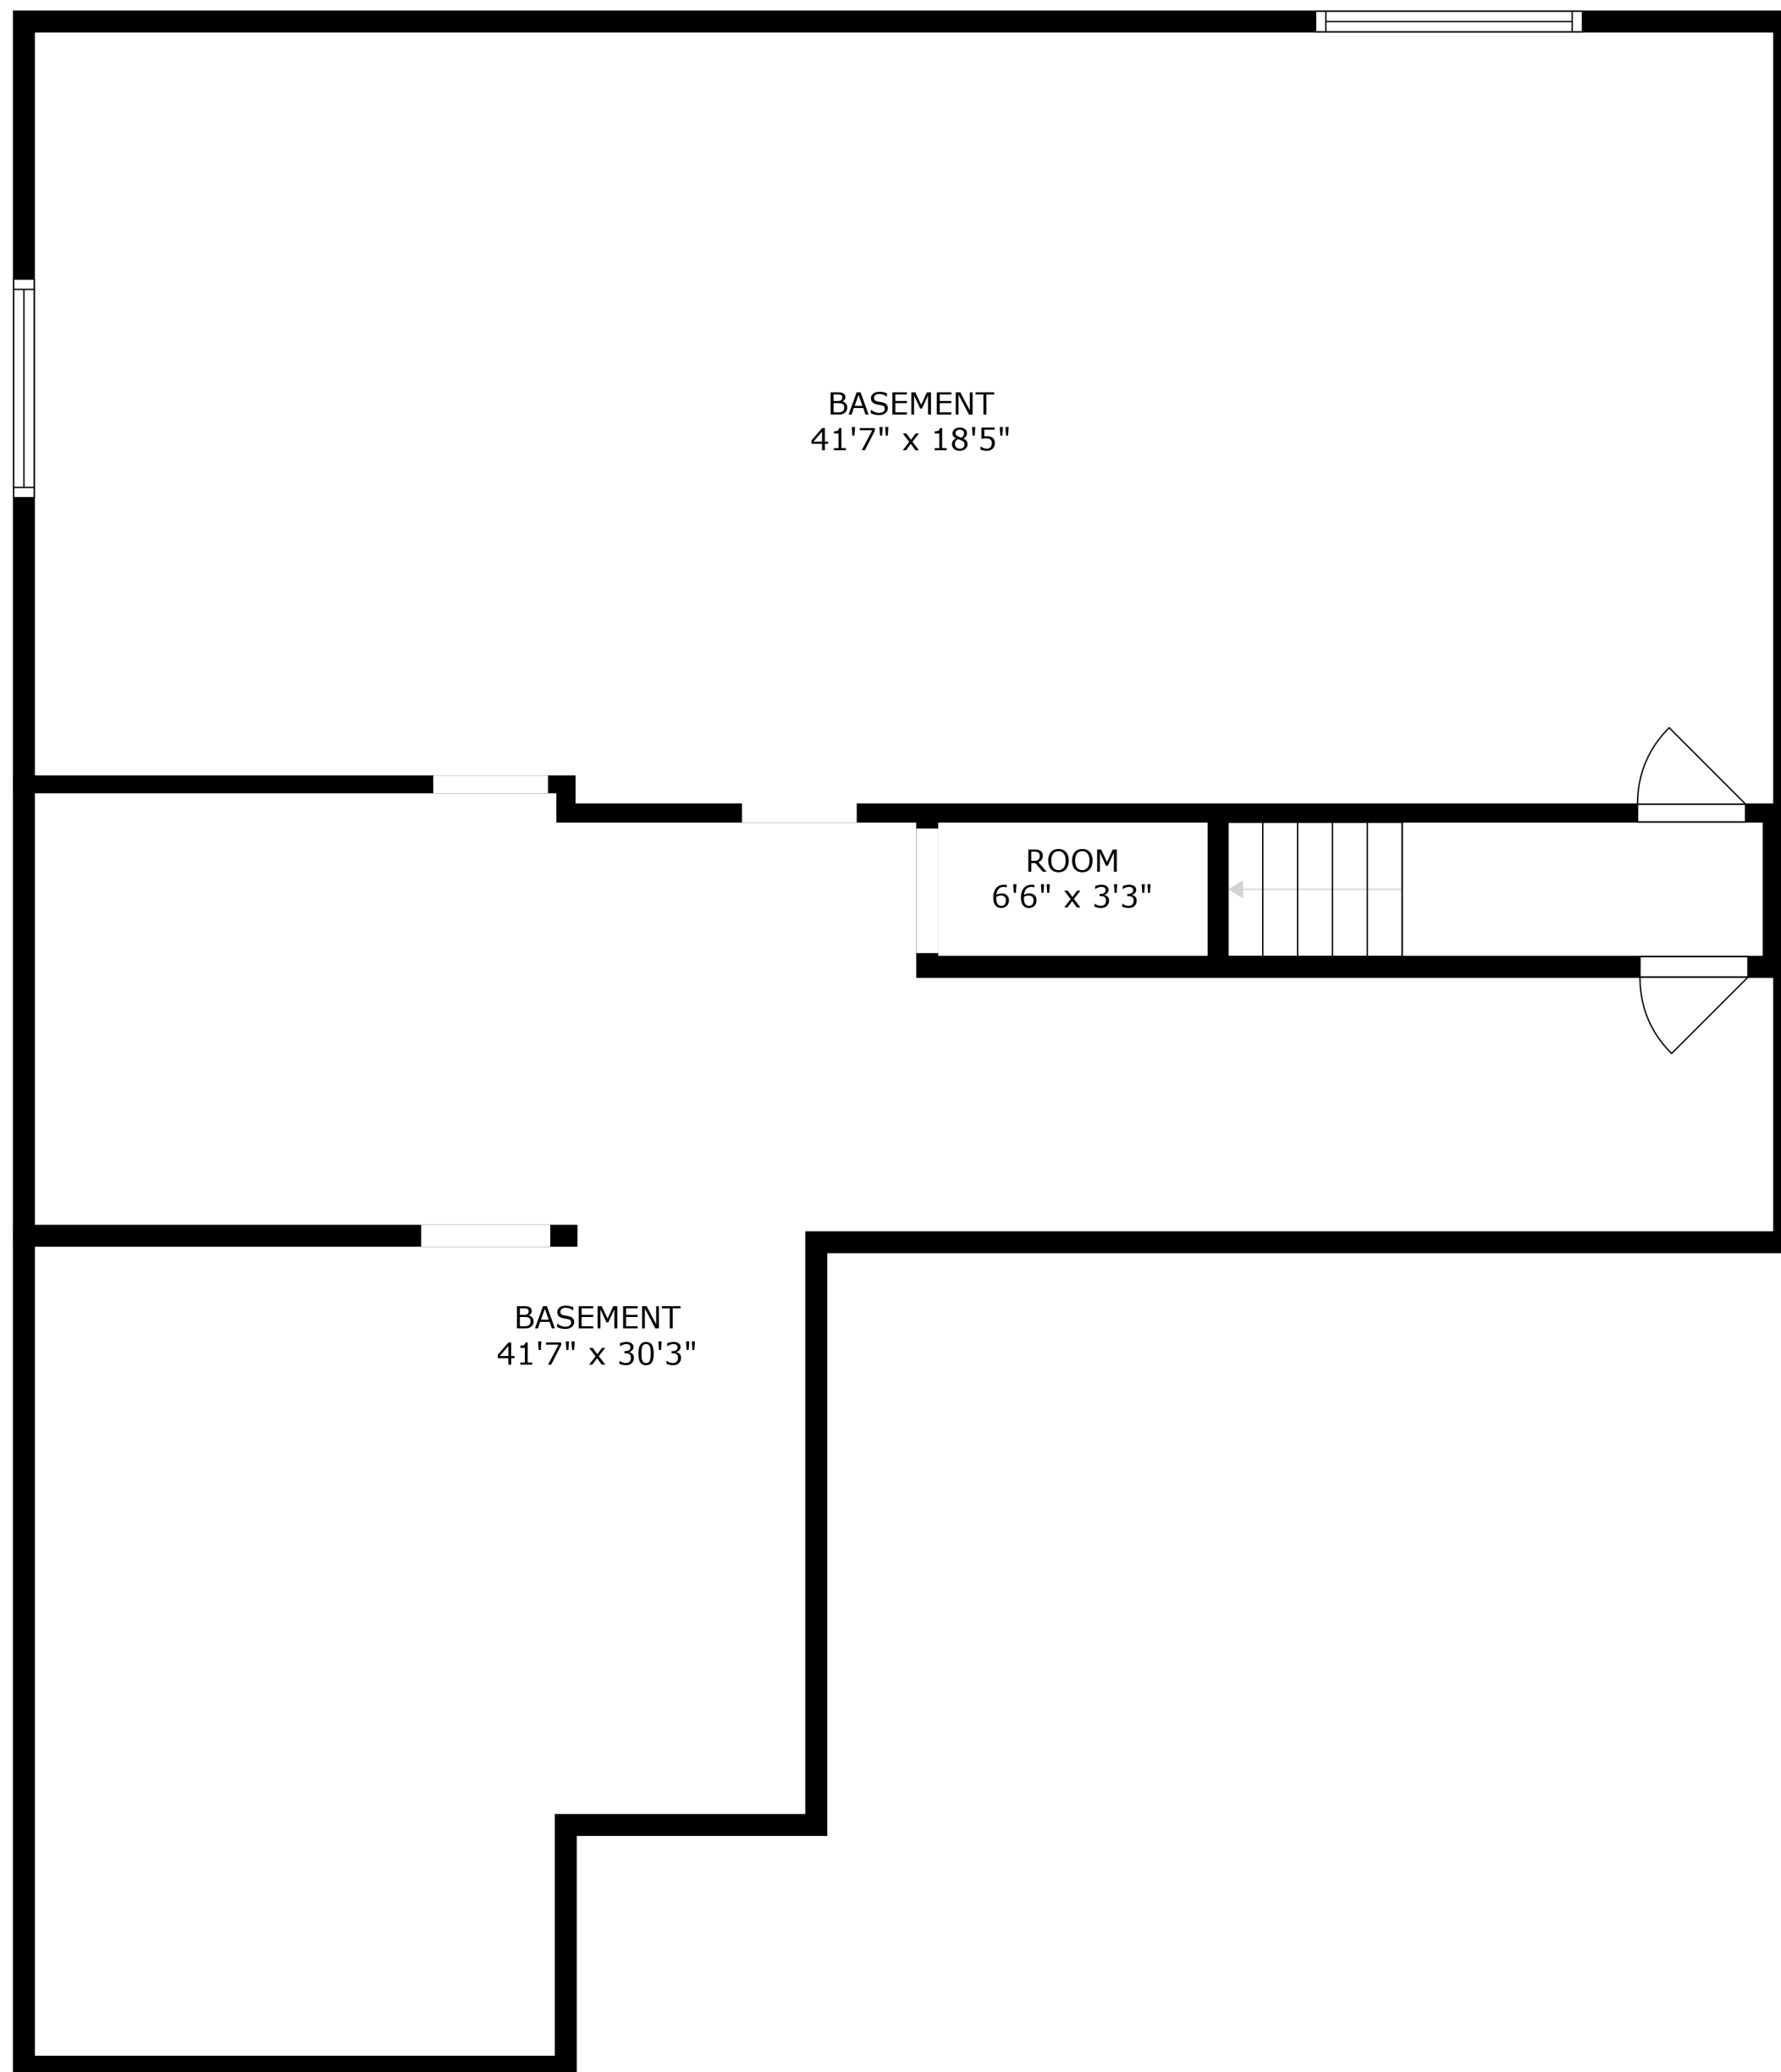 BASEMENT
41'7" x 18'5"
ROOM
6'6" x 3'3"
BASEMENT
41'7" x 30'3"